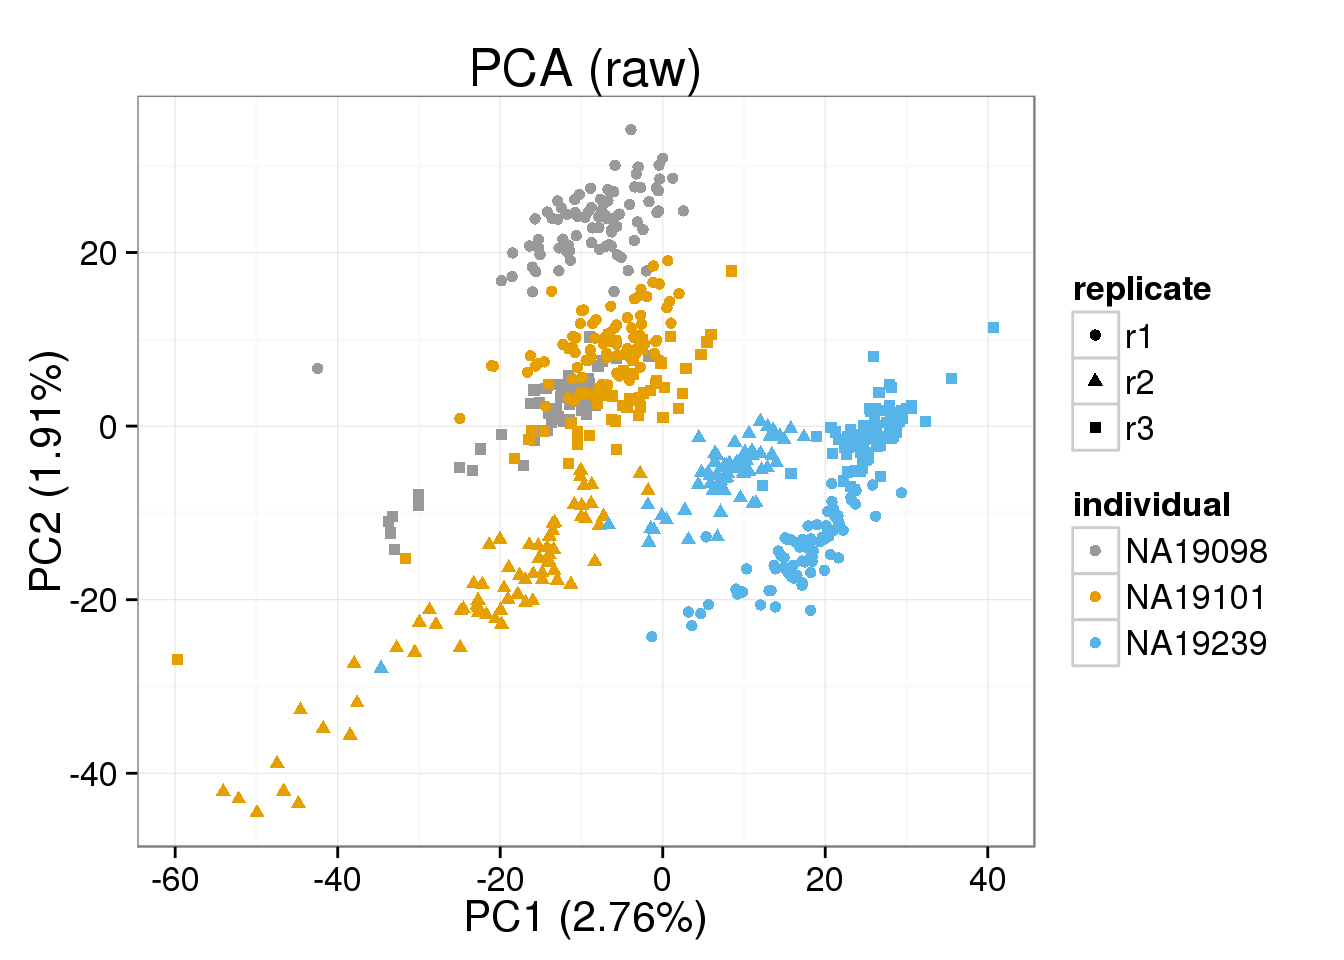 PCA (raw)
20
0
-20
-40
PC2 (1.91%)
-60
-40
-20
0
20
40
PC1 (2.76%)
replicate
r1
r2
r3
individual
NA19098
NA19101
NA19239